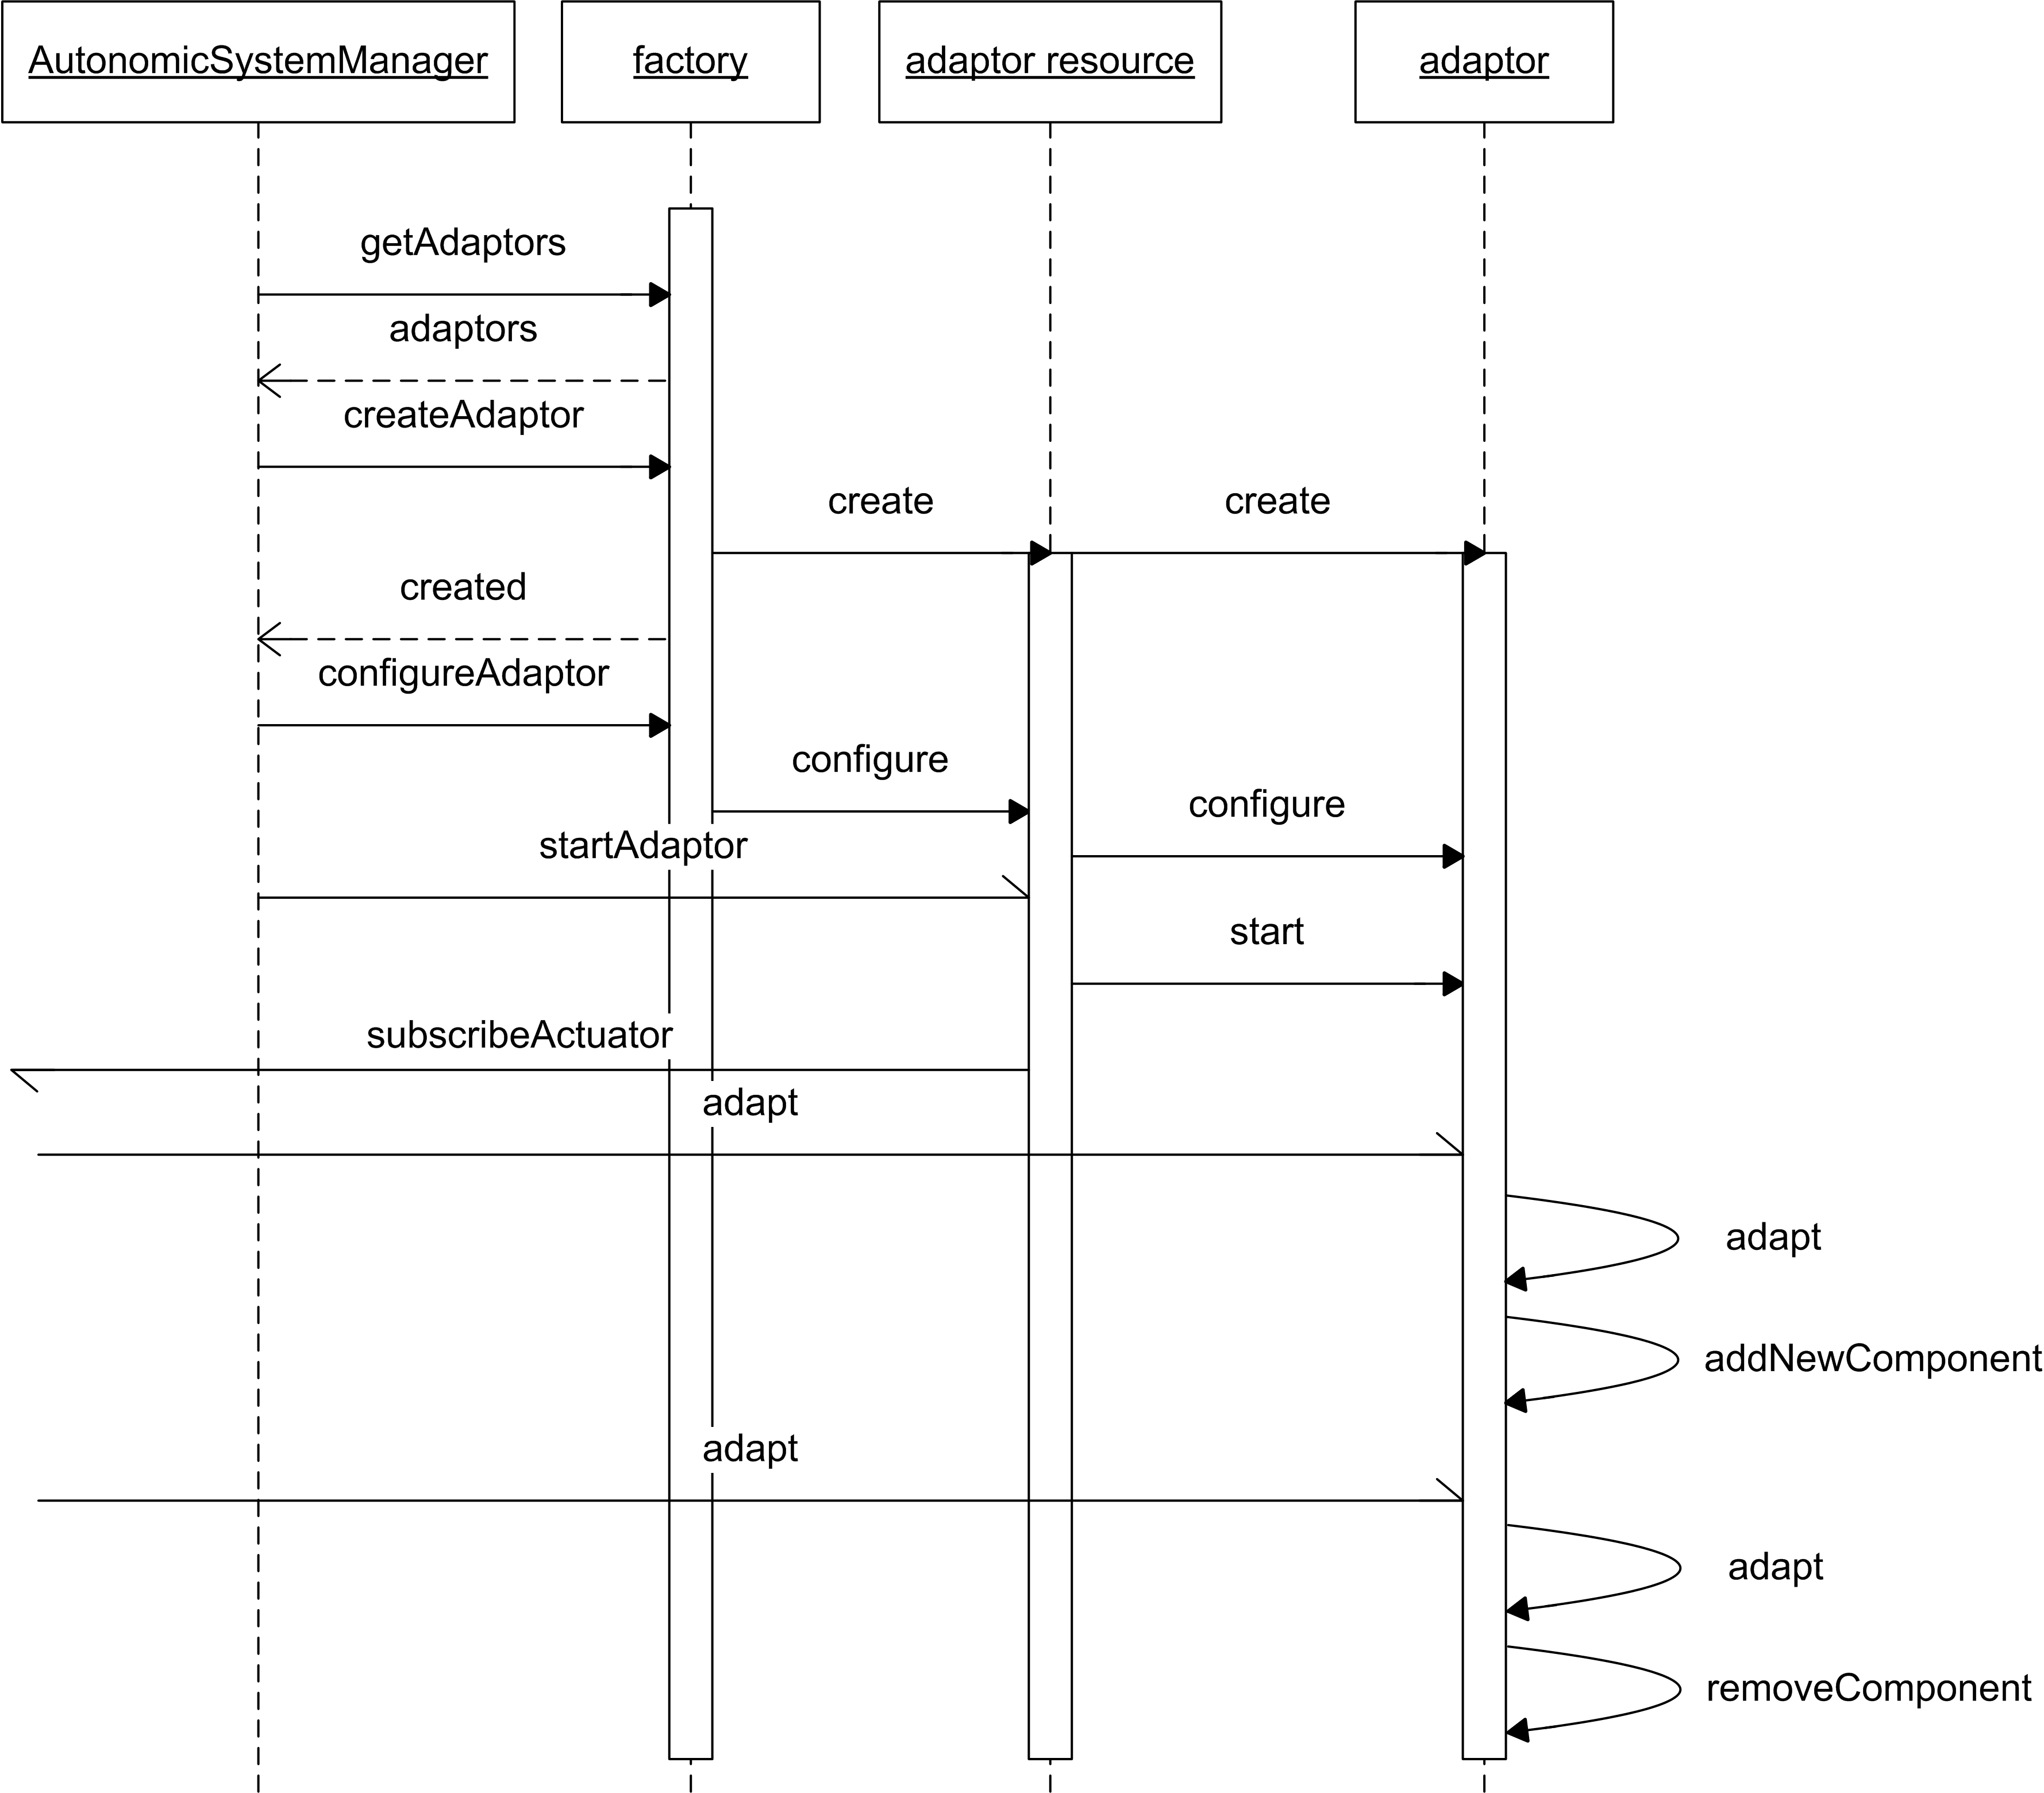 AutonomicSystemManager
factory
adaptor resource
adaptor
getAdaptors
adaptors
createAdaptor
create
create
created
configureAdaptor
configure
configure
startAdaptor
start
subscribeActuator
adapt
adapt
addNewComponent
adapt
adapt
removeComponent